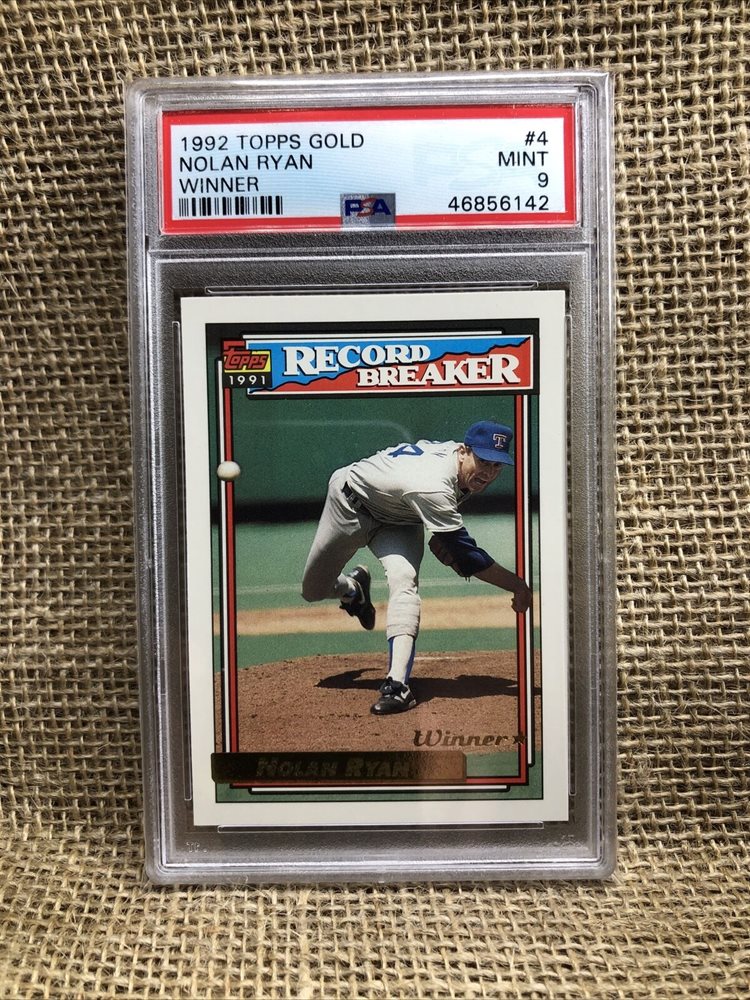 1992 TOPPS GOLD #4
NOLAN RYAN MINT
WINNER 9
PSA 46856142
Topps RECORD
1991 BREAKER
T
Winner
NOLAN RYAN